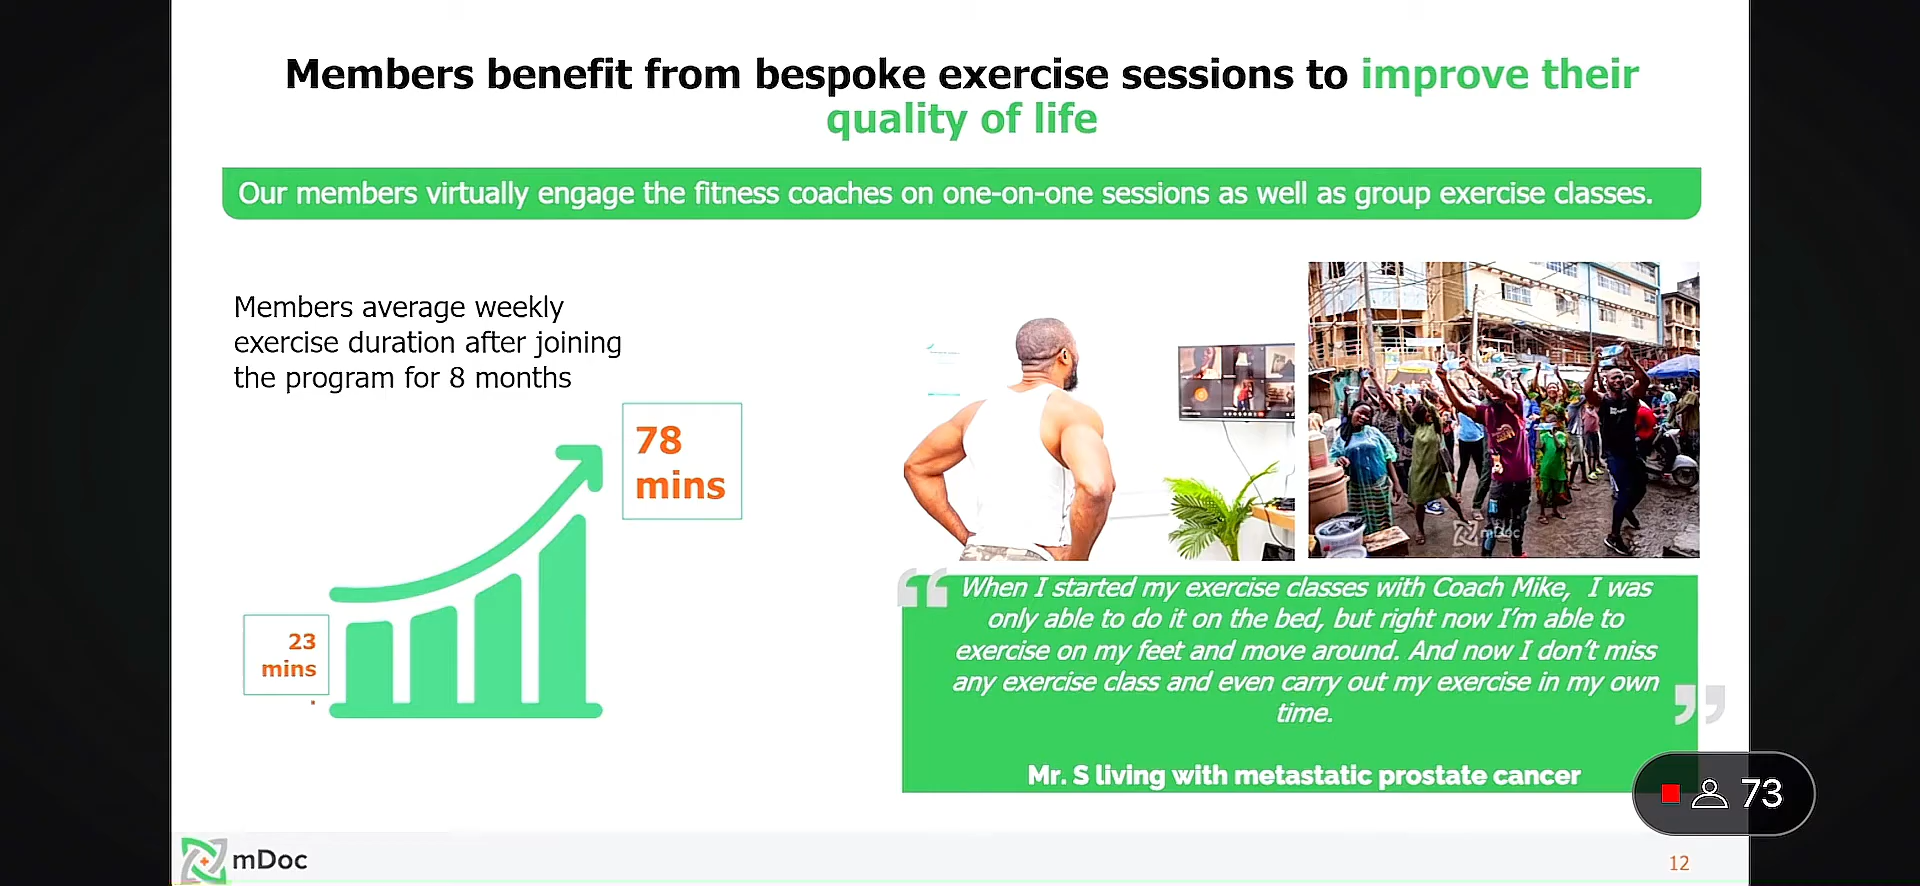 Members benefit from bespoke exercise sessions to improve their
quality of life
Our members virtually engage the fitness coaches on one-on-one sessions as well as group exercise classes.
Members average weekly
exercise duration after joining
the program for 8 months
78
mins
23
mins
.
mDoc
“ When I started my exercise classes with Coach Mike, I was
only able to do it on the bed, but right now I’m able to
exercise on my feet and move around. And now I don’t miss
any exercise class and even carry out my exercise in my own
time. ”
Mr. S living with metastatic prostate cancer
73
mDoc
12